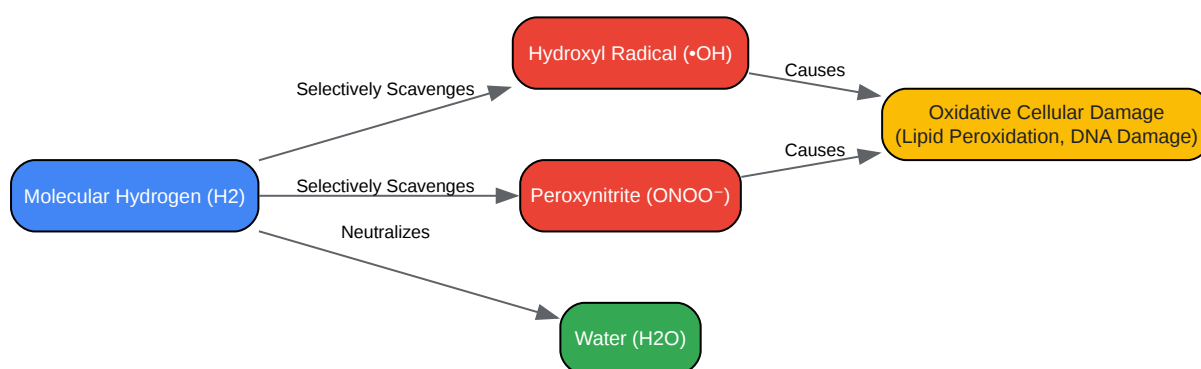 Hydroxyl Radical (•OH)
Causes
Selectively Scavenges
Oxidative Cellular Damage
(Lipid Peroxidation, DNA Damage)
Causes
Molecular Hydrogen (H2)
Selectively Scavenges
Peroxynitrite (ONOO⁻)
Neutralizes
Water (H2O)